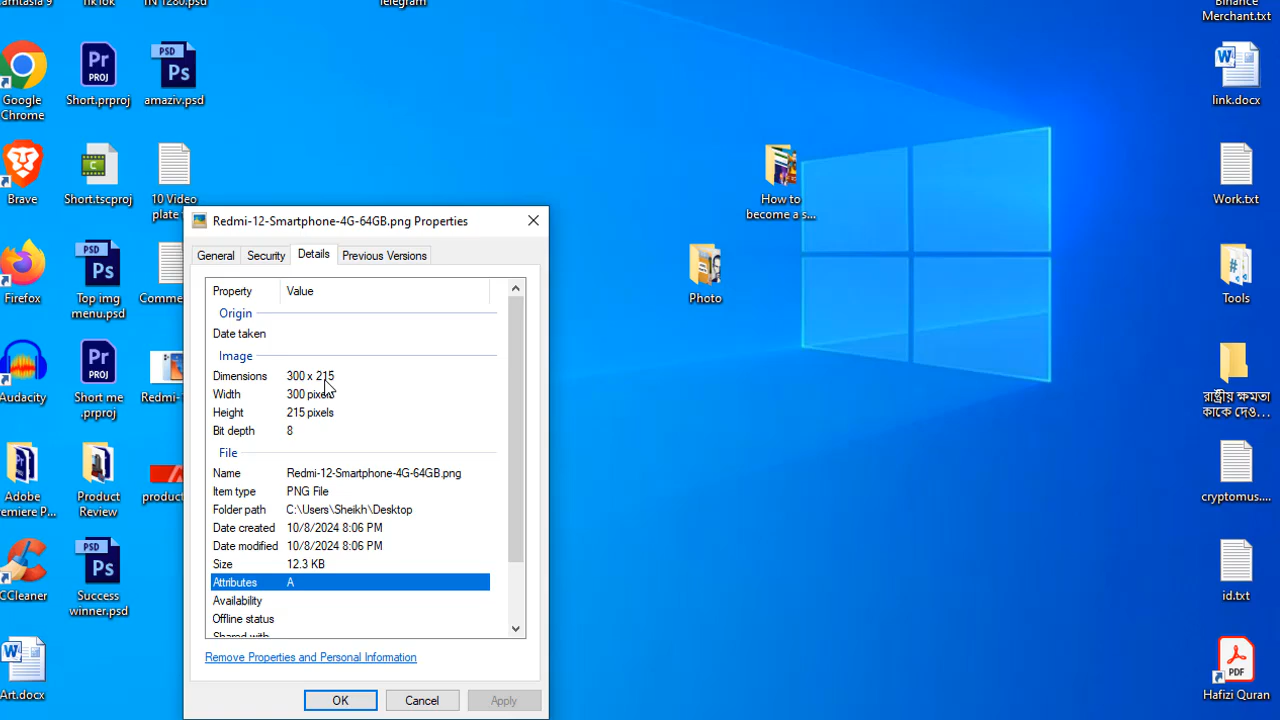 TikTok
IN 1280.psd
Telegram
Binance
Merchant.txt
Google
Chrome
Short.prproj
amaziv.psd
link.docx
Brave
Short.tscproj
10 Video
plate
How to
become a s...
Work.txt
Firefox
Top img
menu.psd
Photo
Tools
Audacity
Short me
.prproj
রাষ্ট্রীয় ক্ষমতা
কাকে দেও...
Adobe
Product
Review
product
cryptomus....
CCleaner
Success
winner.psd
id.txt
Art.docx
Hafizi Quran
Redmi-12-Smartphone-4G-64GB.png Properties
General Security Details Previous Versions
Property Value
Origin
Date taken
Image
Dimensions 300 x 215
Width 300 pixels
Height 215 pixels
Bit depth 8
File
Name Redmi-12-Smartphone-4G-64GB.png
Item type PNG File
Folder path C:\Users\Sheikh\Desktop
Date created 10/8/2024 8:06 PM
Date modified 10/8/2024 8:06 PM
Size 12.3 KB
Attributes A
Availability
Offline status
Shared with
Remove Properties and Personal Information
OK Cancel Apply